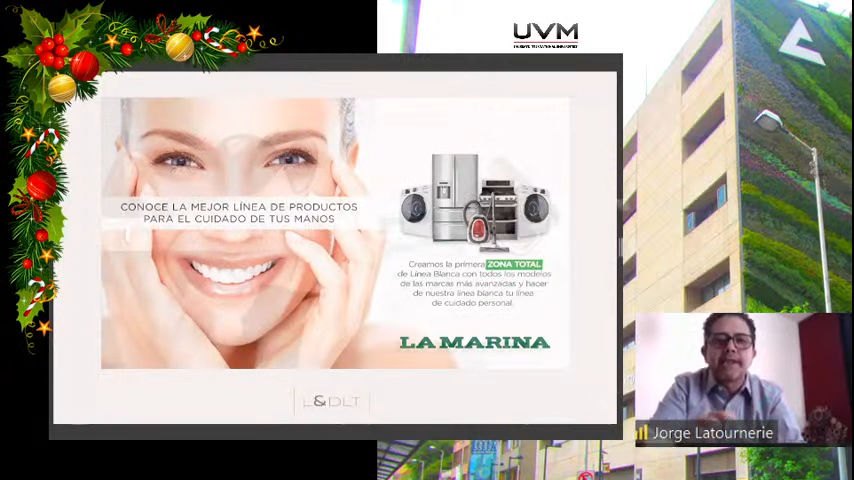 UVM
CONOCE LA MEJOR LÍNEA DE PRODUCTOS
PARA EL CUIDADO DE TUS MANOS
Creamos la primera ZONA TOTAL
de Línea Blanca con todos los modelos
de las marcas más avanzadas y hacer
de nuestra línea blanca tu línea
de cuidado personal.
LA MARINA
L&DLT
Jorge Latournerie